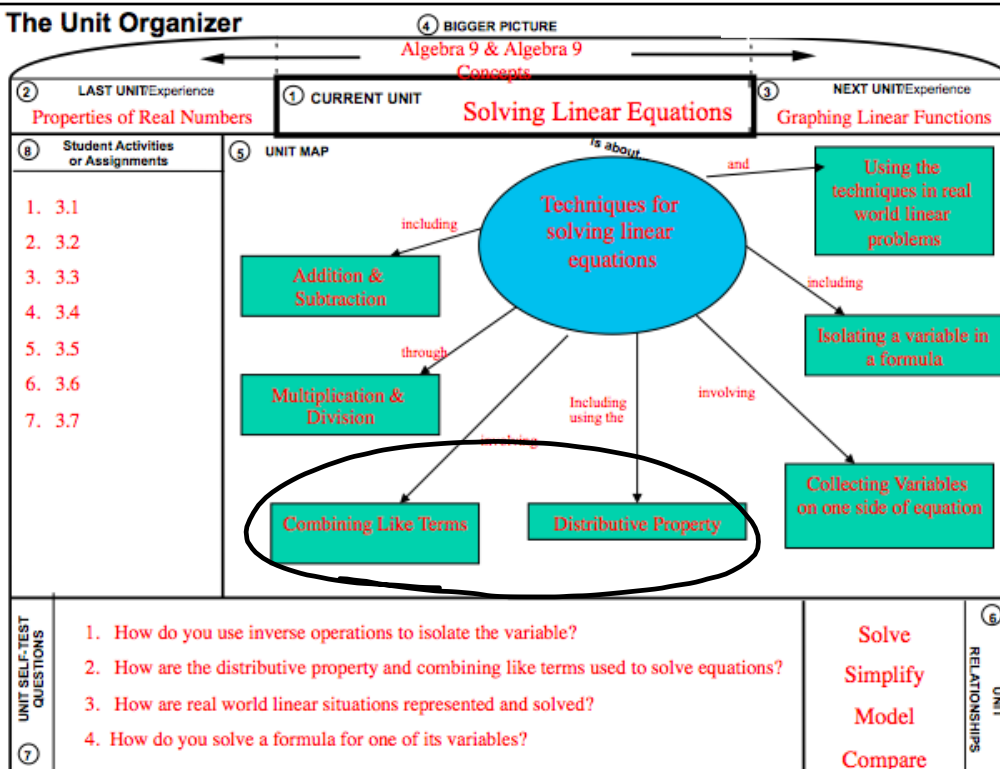 The Unit Organizer
4 BIGGER PICTURE
Algebra 9 & Algebra 9
Concepts
2 LAST UNIT/Experience
Properties of Real Numbers
1 CURRENT UNIT
Solving Linear Equations
3 NEXT UNIT/Experience
Graphing Linear Functions
8 Student Activities
or Assignments
1. 3.1
2. 3.2
3. 3.3
4. 3.4
5. 3.5
6. 3.6
7. 3.7
5 UNIT MAP
is about...
Techniques for
solving linear
equations
and
Using the
techniques in real
world linear
problems
including
Addition &
Subtraction
including
Isolating a variable in
a formula
through
Multiplication &
Division
involving
Combining Like Terms
Including
using the
Distributive Property
involving
Collecting Variables
on one side of equation
UNIT SELF-TEST
QUESTIONS
7
1. How do you use inverse operations to isolate the variable?
2. How are the distributive property and combining like terms used to solve equations?
3. How are real world linear situations represented and solved?
4. How do you solve a formula for one of its variables?
Solve
Simplify
Model
Compare
6
UNIT
RELATIONSHIPS